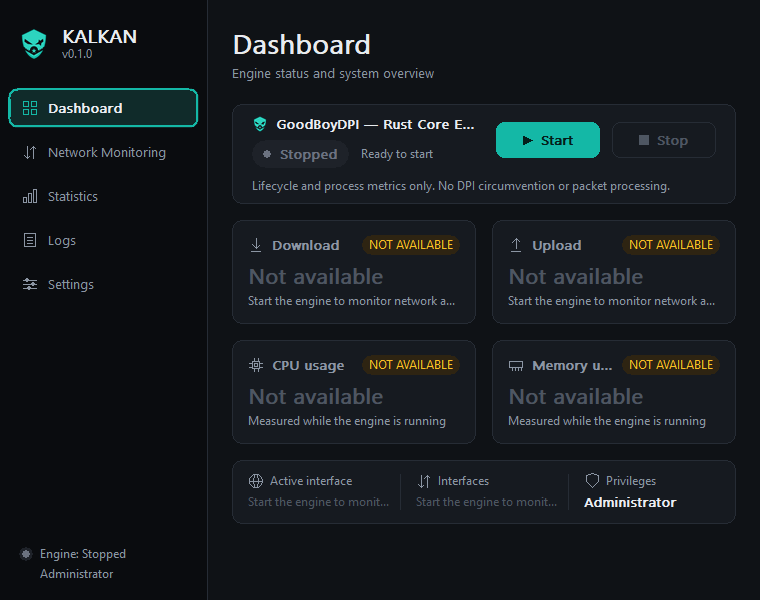 KALKAN
v0.1.0
Dashboard
Network Monitoring
Statistics
Logs
Settings
Engine: Stopped
Administrator
Dashboard
Engine status and system overview
GoodBoyDPI — Rust Core E...
Stopped
Ready to start
Start
Stop
Lifecycle and process metrics only. No DPI circumvention or packet processing.
Download
NOT AVAILABLE
Not available
Start the engine to monitor network a...
Upload
NOT AVAILABLE
Not available
Start the engine to monitor network a...
CPU usage
NOT AVAILABLE
Not available
Measured while the engine is running
Memory u...
NOT AVAILABLE
Not available
Measured while the engine is running
Active interface
Start the engine to monit...
Interfaces
Start the engine to monit...
Privileges
Administrator